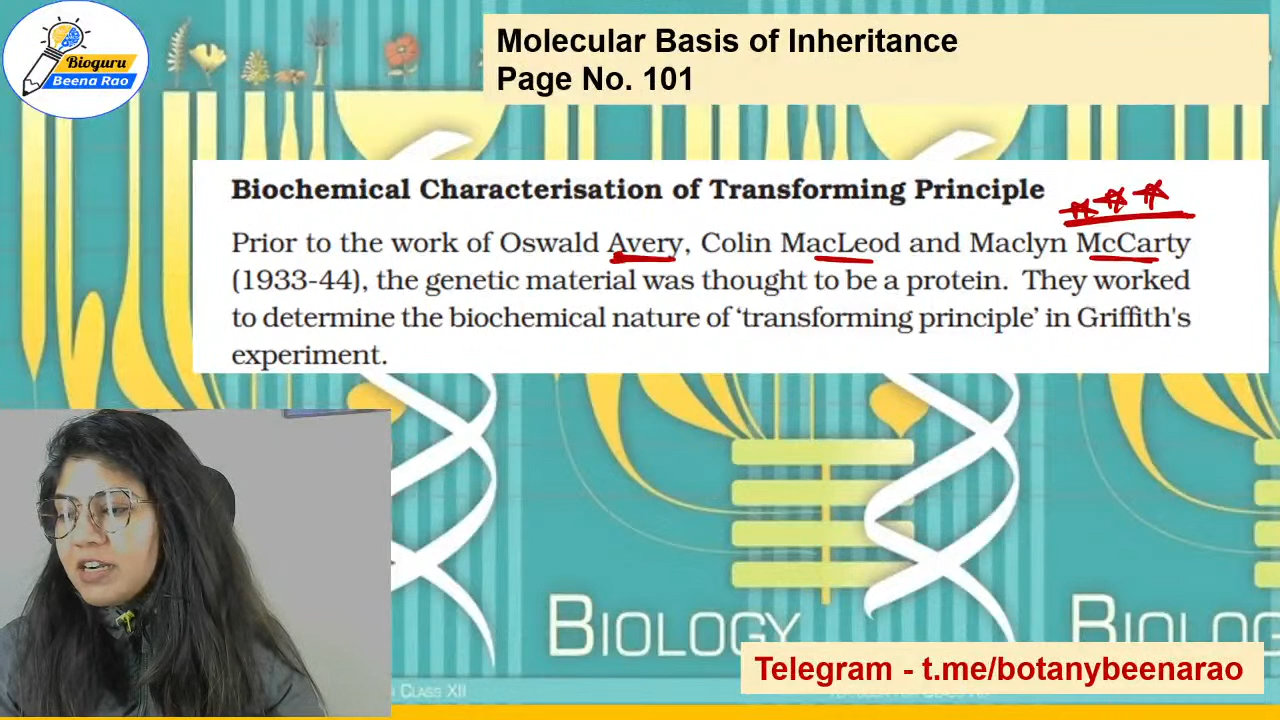 Bioguru
Beena Rao
Molecular Basis of Inheritance
Page No. 101
Biochemical Characterisation of Transforming Principle
Prior to the work of Oswald Avery, Colin MacLeod and Maclyn McCarty
(1933-44), the genetic material was thought to be a protein. They worked
to determine the biochemical nature of ‘transforming principle’ in Griffith's
experiment.
BIOLOGY
BIOLOG
Telegram - t.me/botanybeenarao
CLASS XII